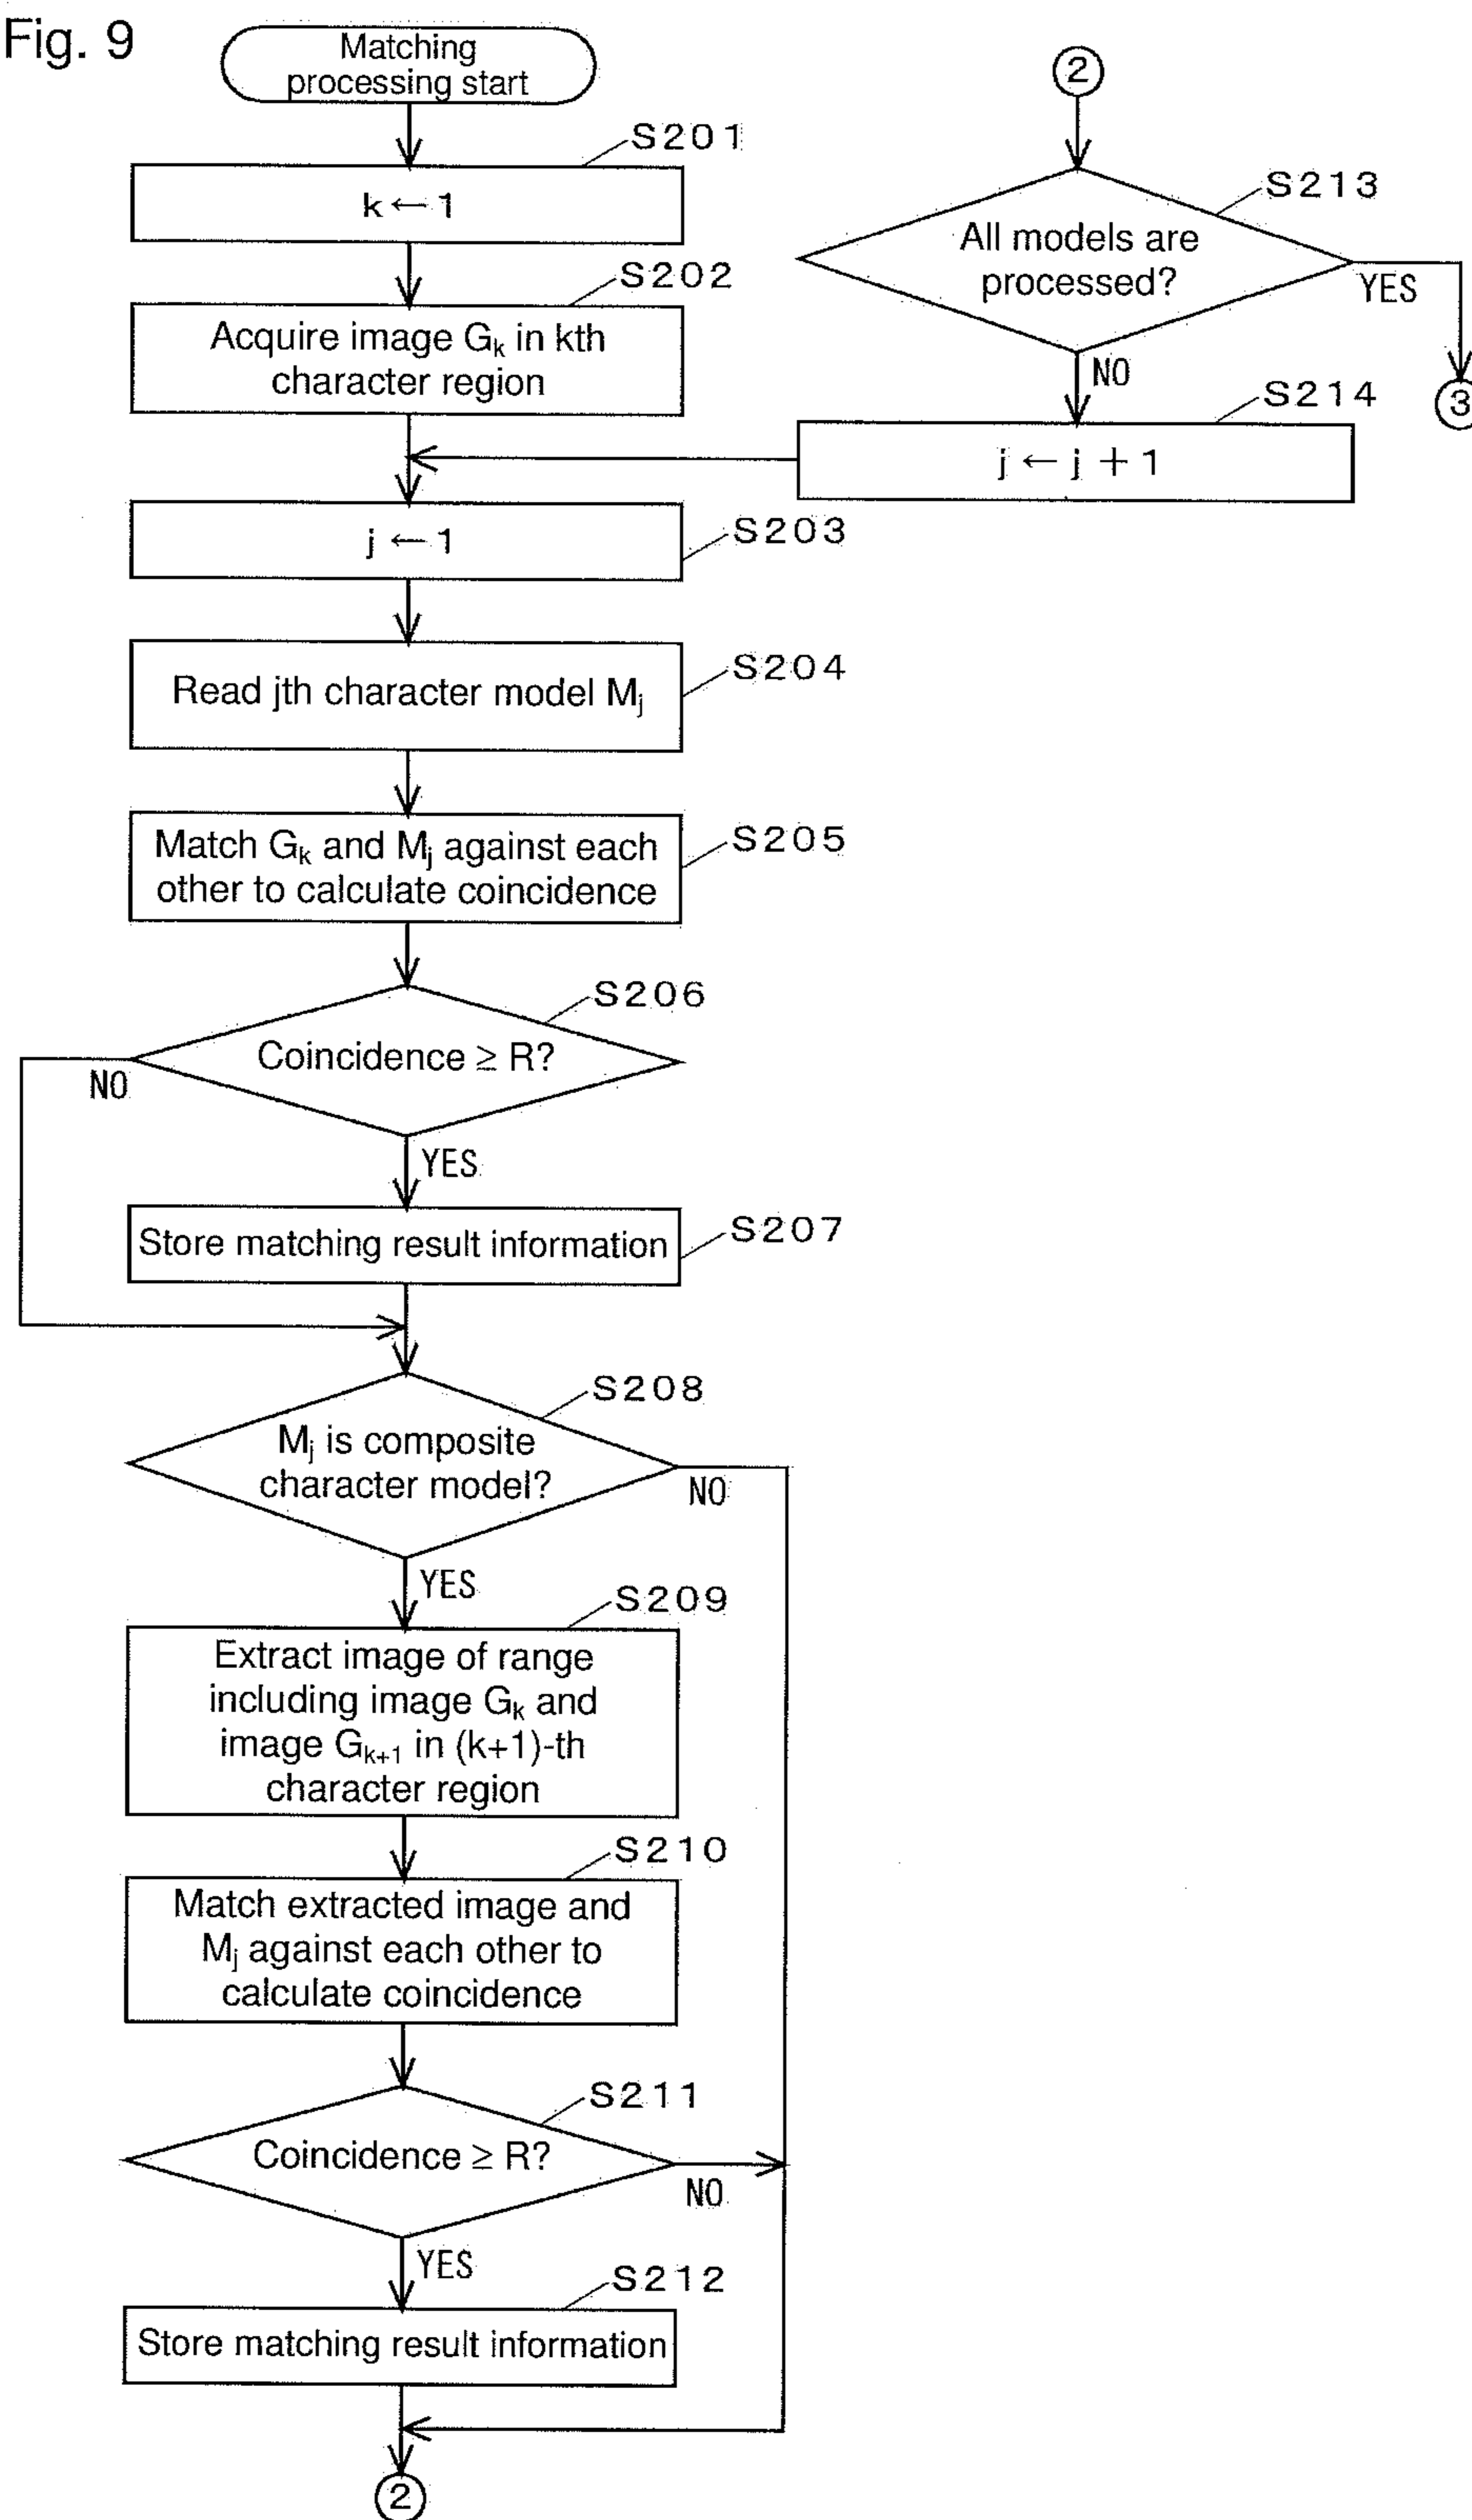 Fig. 9
Matching
processing start
S201
k ← 1
S202
Acquire image Gk in kth
character region
j ← 1
S203
Read jth character model Mj
S204
Match Gk and Mj against each
other to calculate coincidence
S205
S206
Coincidence ≥ R?
NO
YES
Store matching result information
S207
S208
Mj is composite
character model?
NO
YES
S209
Extract image of range
including image Gk and
image Gk+1 in (k+1)-th
character region
S210
Match extracted image and
Mj against each other to
calculate coincidence
S211
Coincidence ≥ R?
NO
YES
S212
Store matching result information
2
2
S213
All models are
processed?
YES
NO
3
S214
j ← j + 1